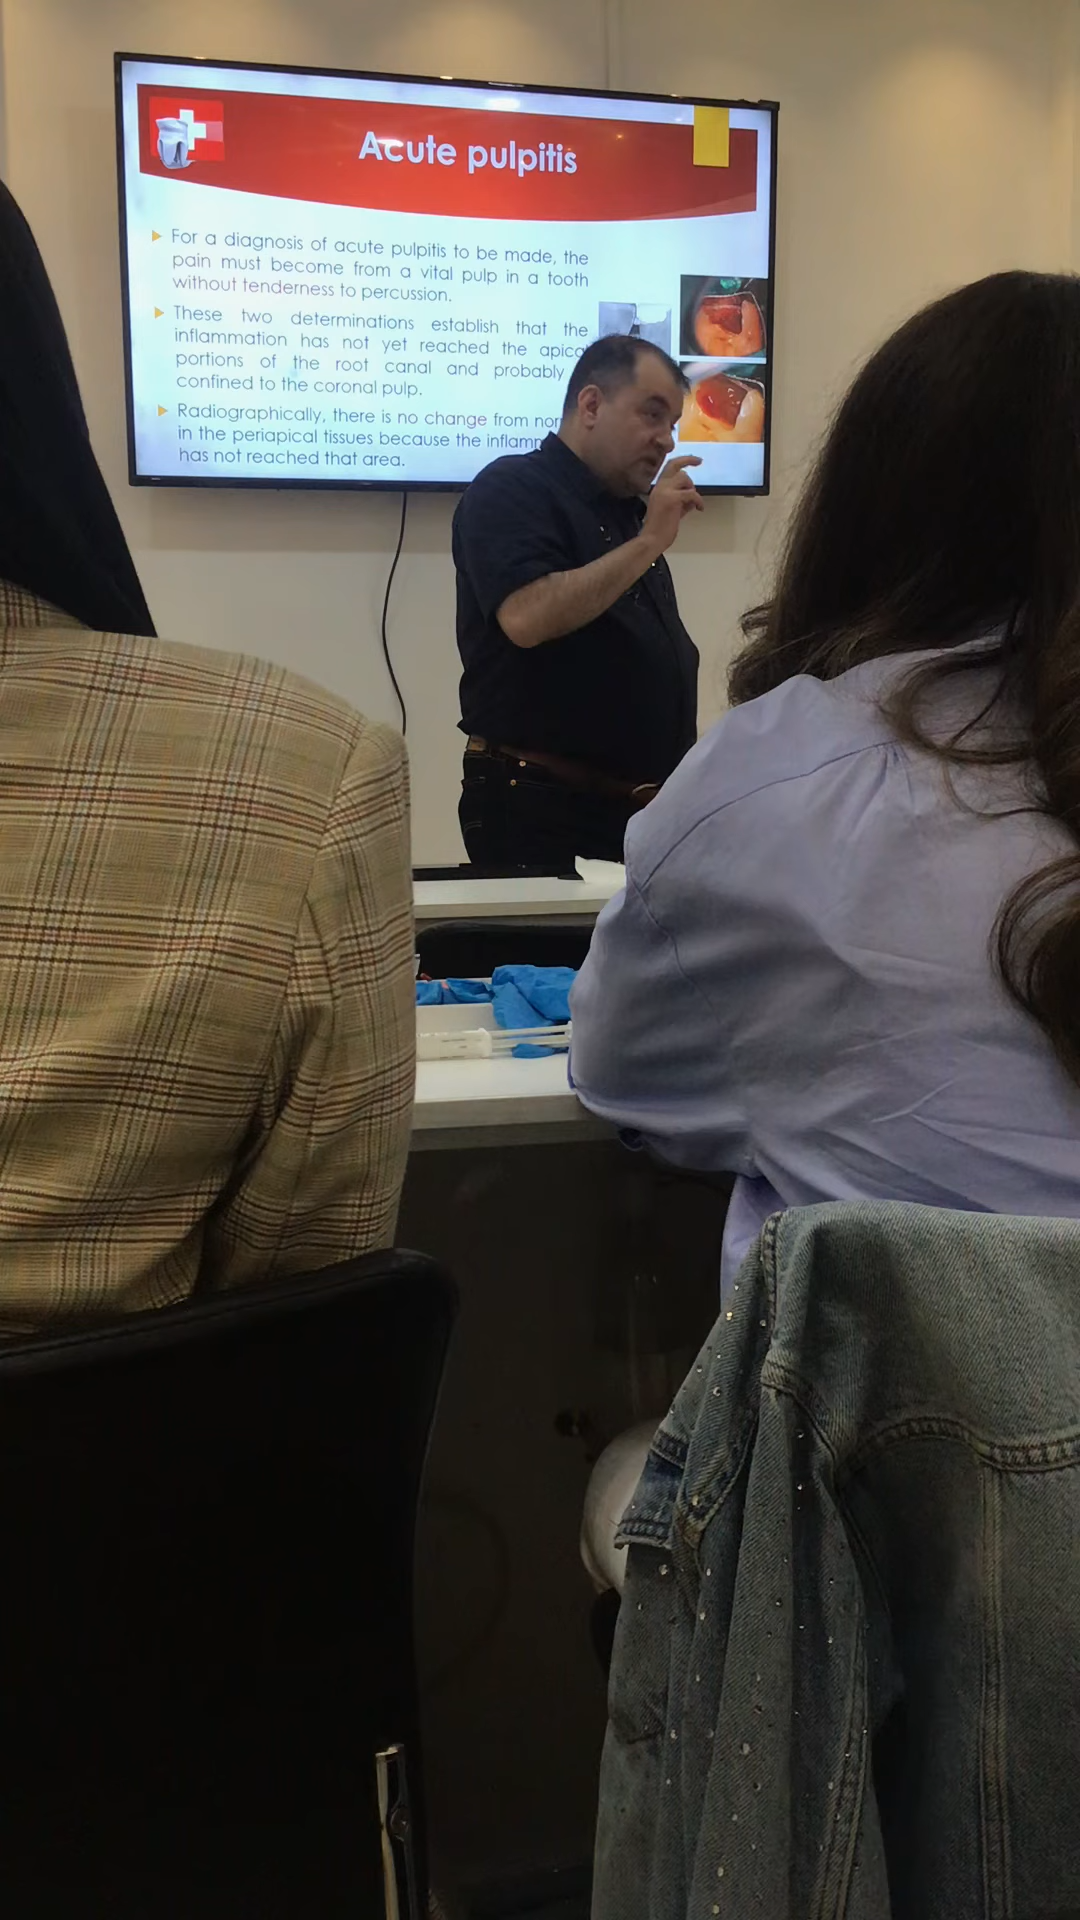 Acute pulpitis
For a diagnosis of acute pulpitis to be made, the
pain must become from a vital pulp in a tooth
without tenderness to percussion.
These two determinations establish that the
inflammation has not yet reached the
portions of the root canal and probably
confined to the coronal pulp.
Radiographically, there is no change from
in the periapical tissues because the
has not reached that area.